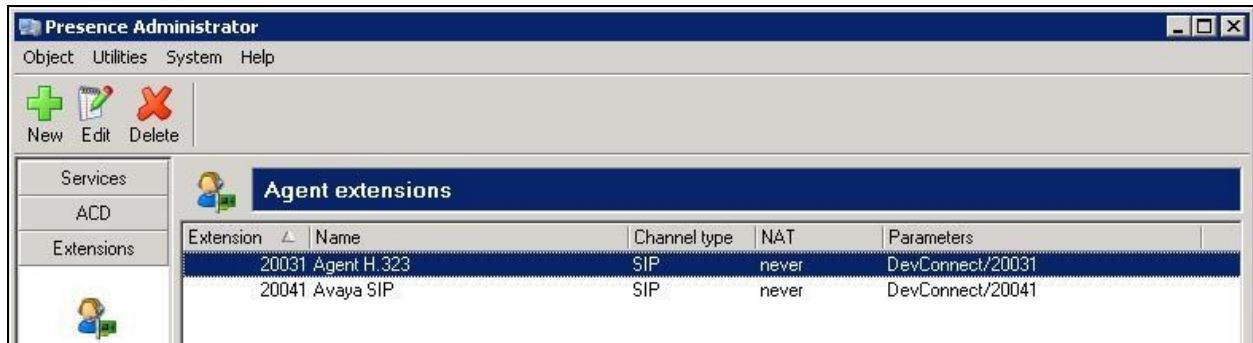 Presence Administrator
Object Utilities System Help
New Edit Delete
Services
ACD
Extensions
Agent extensions
Extension Name Channel type NAT Parameters
20031 Agent H.323 SIP never DevConnect/20031
20041 Avaya SIP SIP never DevConnect/20041